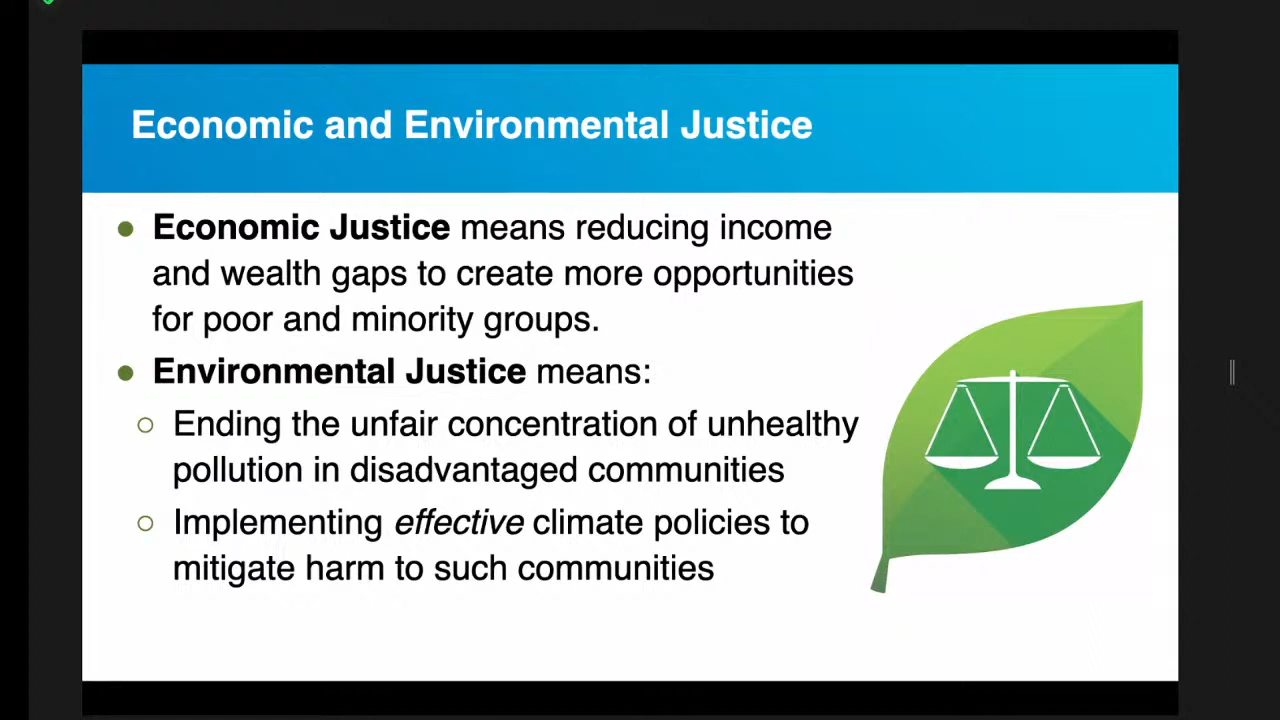 Economic and Environmental Justice
● Economic Justice means reducing income
and wealth gaps to create more opportunities
for poor and minority groups.
● Environmental Justice means:
○ Ending the unfair concentration of unhealthy
pollution in disadvantaged communities
○ Implementing effective climate policies to
mitigate harm to such communities